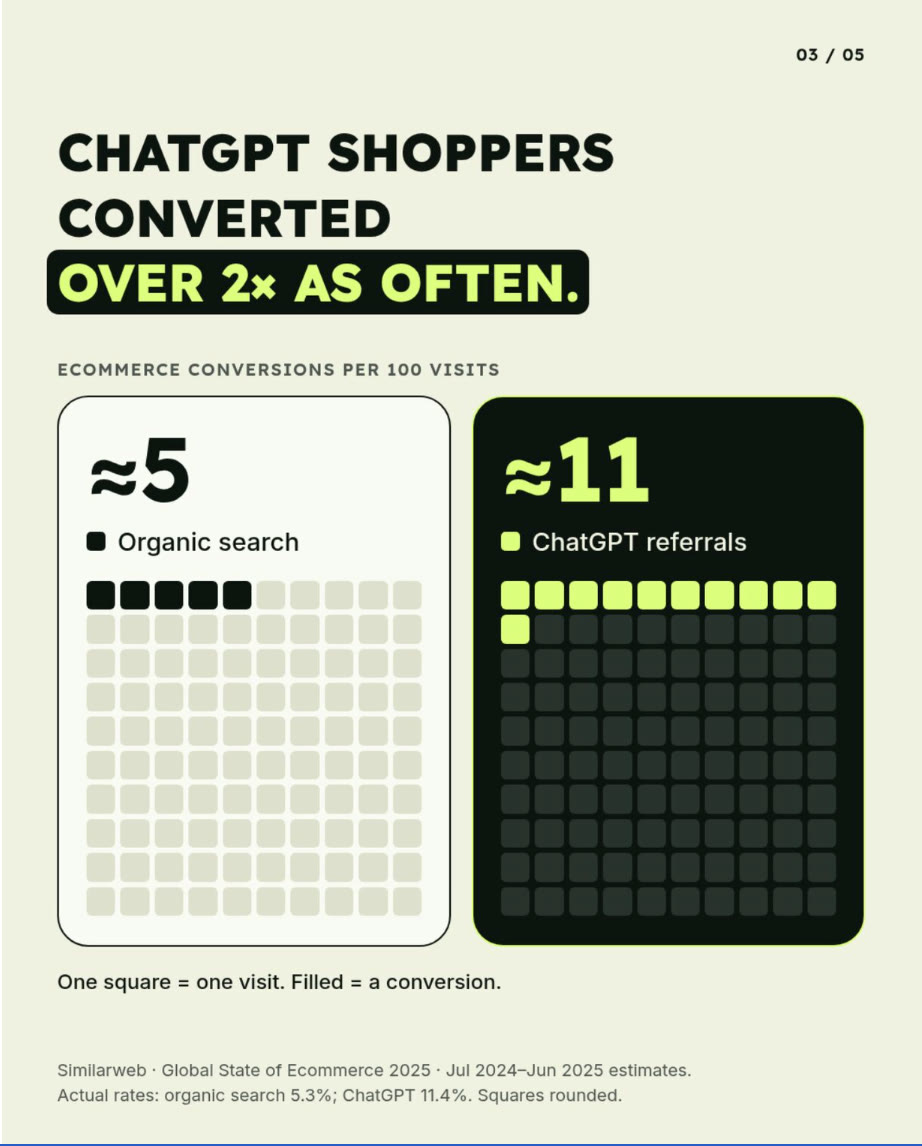 03 / 05
CHATGPT SHOPPERS
CONVERTED
OVER 2× AS OFTEN.
ECOMMERCE CONVERSIONS PER 100 VISITS
≈5
Organic search
≈11
ChatGPT referrals
One square = one visit. Filled = a conversion.
Similarweb · Global State of Ecommerce 2025 · Jul 2024–Jun 2025 estimates.
Actual rates: organic search 5.3%; ChatGPT 11.4%. Squares rounded.